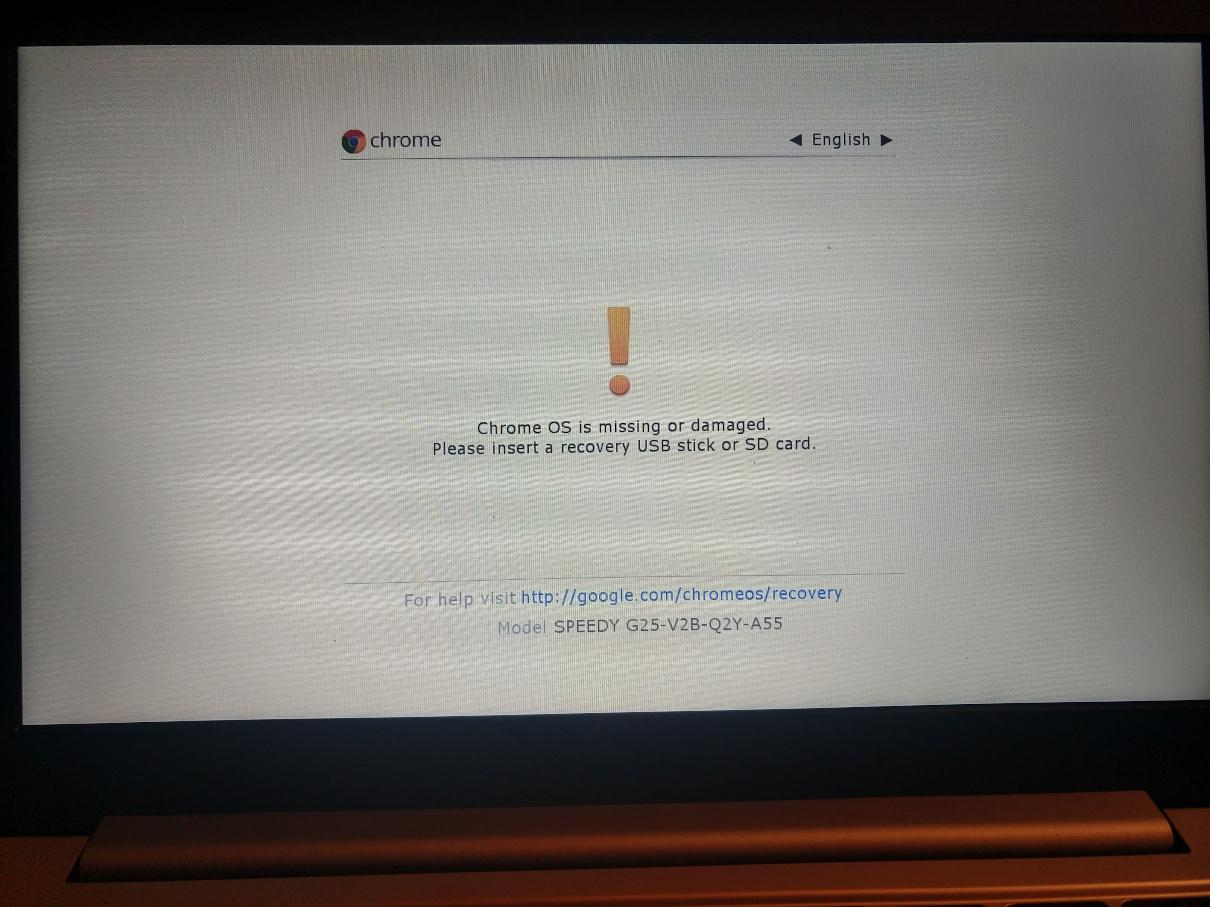 chrome
◀ English ▶
Chrome OS is missing or damaged.
Please insert a recovery USB stick or SD card.
For help visit http://google.com/chromeos/recovery
Model SPEEDY G25-V2B-Q2Y-A55